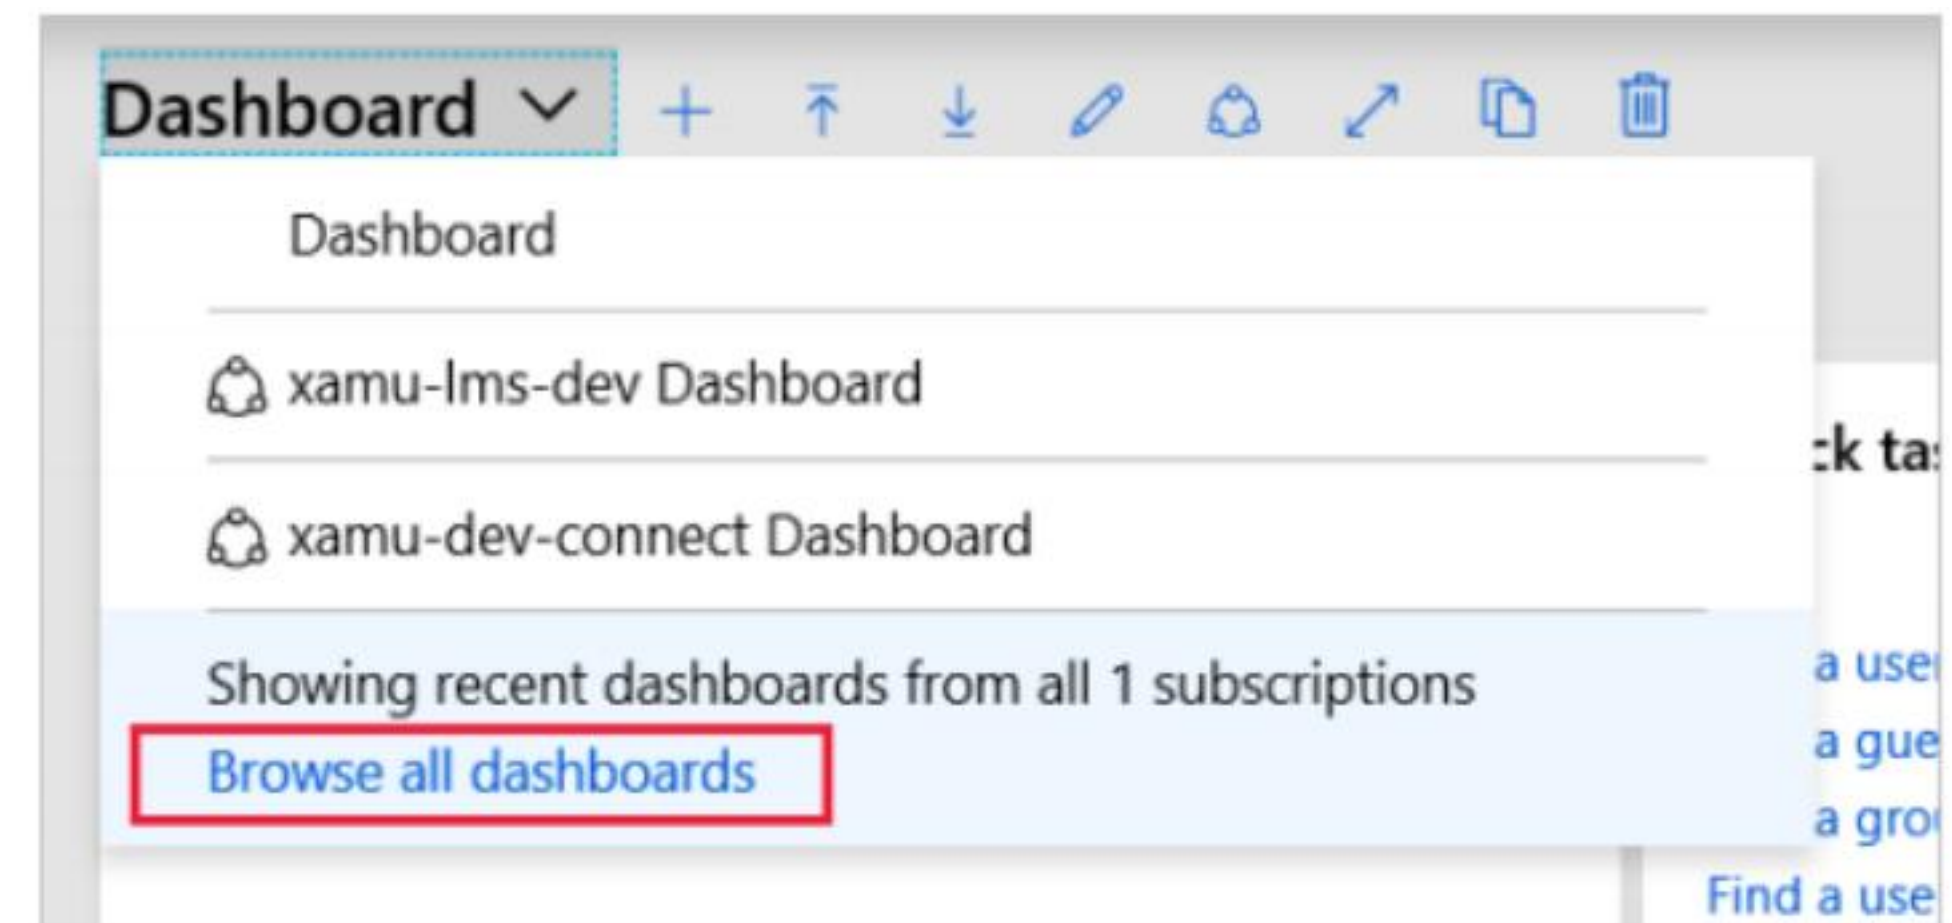 Dashboard
Dashboard
xamu-lms-dev Dashboard
xamu-dev-connect Dashboard
Showing recent dashboards from all 1 subscriptions
Browse all dashboards
a
a
a
Find a